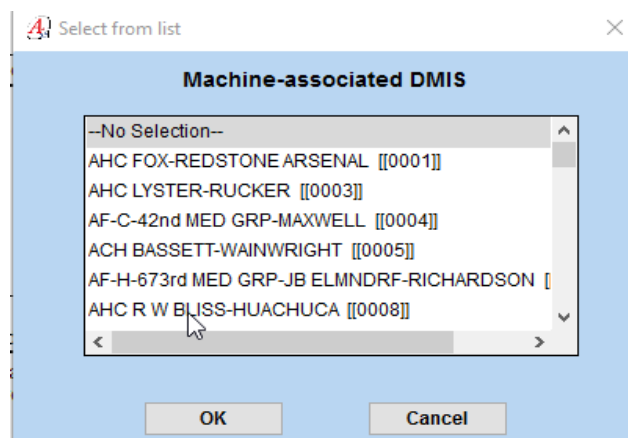 Select from list
Machine-associated DMIS
--No Selection--
AHC FOX-REDSTONE ARSENAL [[0001]]
AHC LYSTER-RUCKER [[0003]]
AF-C-42nd MED GRP-MAXWELL [[0004]]
ACH BASSETT-WAINWRIGHT [[0005]]
AF-H-673rd MED GRP-JB ELMNDRF-RICHARDSON [
AHC R W BLISS-HUACHUCA [[0008]]
OK Cancel